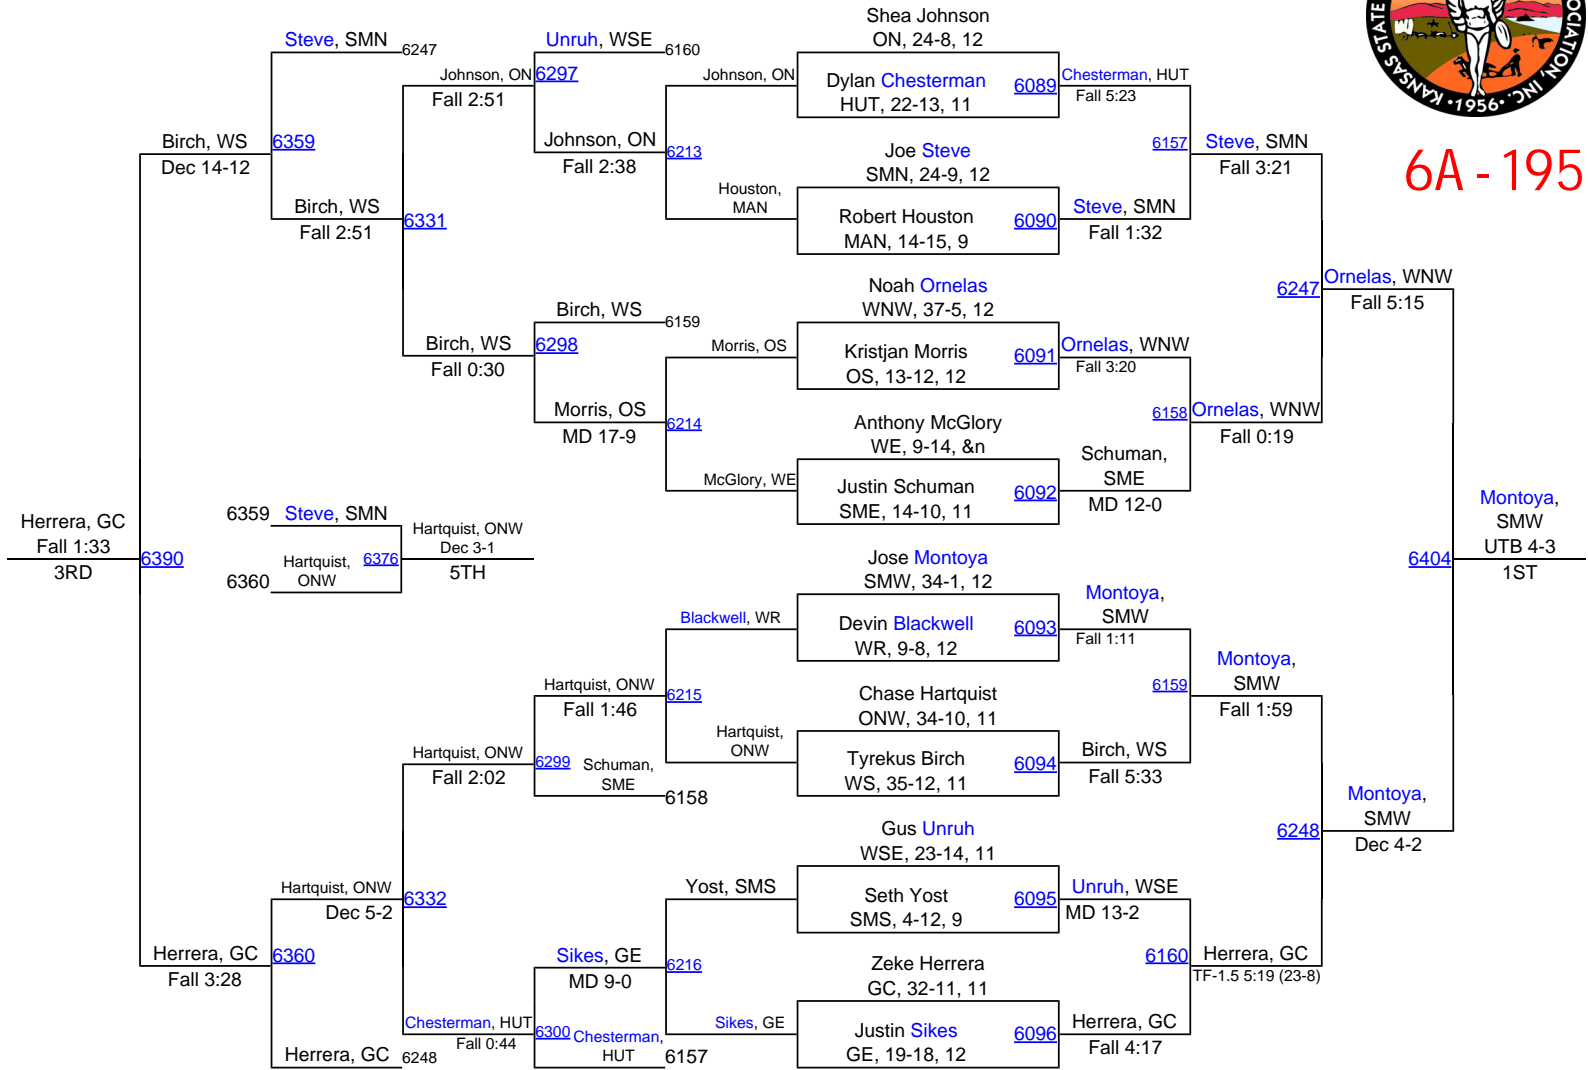 KANSAS STATE
OCIATION, INC.
•1956•
6A - 195
Steve, SMN
6247
Unruh, WSE
6160
Shea Johnson
ON, 24-8, 12
Johnson, ON
6297
Fall 2:51
Johnson, ON
Dylan Chesterman
HUT, 22-13, 11
6089
Chesterman, HUT
Fall 5:23
Birch, WS
6359
Dec 14-12
Johnson, ON
Fall 2:38
6213
Joe Steve
SMN, 24-9, 12
6157
Steve, SMN
Fall 3:21
Birch, WS
Fall 2:51
6331
Houston,
MAN
Robert Houston
MAN, 14-15, 9
6090
Steve, SMN
Fall 1:32
Noah Ornelas
WNW, 37-5, 12
6247
Ornelas, WNW
Fall 5:15
Birch, WS
6159
Birch, WS
6298
Fall 0:30
Morris, OS
Kristjan Morris
OS, 13-12, 12
6091
Ornelas, WNW
Fall 3:20
Morris, OS
MD 17-9
6214
Anthony McGlory
WE, 9-14, &n
6158
Ornelas, WNW
Fall 0:19
McGlory, WE
Justin Schuman
SME, 14-10, 11
6092
Schuman,
SME
MD 12-0
Herrera, GC
Fall 1:33
3RD
6390
6359
Steve, SMN
Hartquist,
ONW
6360
6376
Hartquist, ONW
Dec 3-1
5TH
Jose Montoya
SMW, 34-1, 12
6404
Montoya,
SMW
UTB 4-3
1ST
Blackwell, WR
Devin Blackwell
WR, 9-8, 12
6093
Montoya,
SMW
Fall 1:11
Hartquist, ONW
Fall 1:46
6215
Chase Hartquist
ONW, 34-10, 11
6159
Montoya,
SMW
Fall 1:59
Hartquist, ONW
Fall 2:02
6299
Schuman,
SME
6158
Hartquist,
ONW
Tyrekus Birch
WS, 35-12, 11
6094
Birch, WS
Fall 5:33
Gus Unruh
WSE, 23-14, 11
6248
Montoya,
SMW
Dec 4-2
Hartquist, ONW
Dec 5-2
6332
Yost, SMS
Seth Yost
SMS, 4-12, 9
6095
Unruh, WSE
MD 13-2
Herrera, GC
Fall 3:28
6360
Sikes, GE
MD 9-0
6216
Zeke Herrera
GC, 32-11, 11
6160
Herrera, GC
TF-1.5 5:19 (23-8)
Chesterman, HUT
Fall 0:44
6300
Chesterman,
HUT
6157
Sikes, GE
Justin Sikes
GE, 19-18, 12
6096
Herrera, GC
Fall 4:17
Herrera, GC
6248